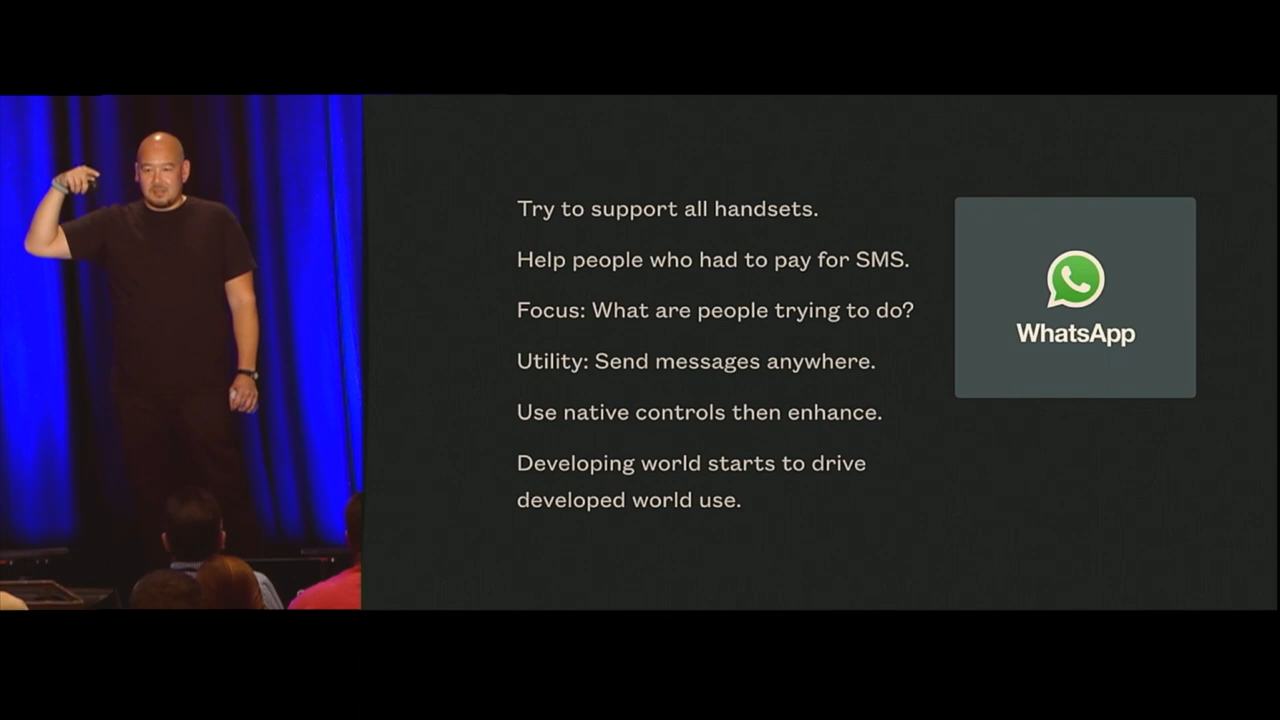 Try to support all handsets.
Help people who had to pay for SMS.
Focus: What are people trying to do?
Utility: Send messages anywhere.
Use native controls then enhance.
Developing world starts to drive
developed world use.
WhatsApp